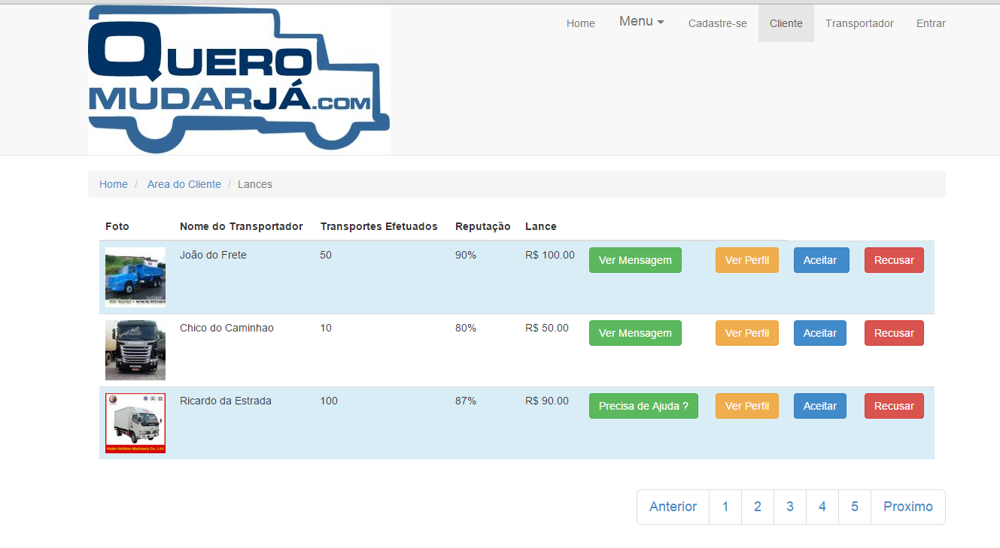 QUERO
MUDARJÁ.COM
Home Menu Cadastre-se Cliente Transportador Entrar
Home / Area do Cliente / Lances
Foto Nome do Transportador Transportes Efetuados Reputação Lance
João do Frete 50 90% R$ 100.00 Ver Mensagem Ver Perfil Aceitar Recusar
Chico do Caminhao 10 80% R$ 50.00 Ver Mensagem Ver Perfil Aceitar Recusar
Ricardo da Estrada 100 87% R$ 90.00 Precisa de Ajuda ? Ver Perfil Aceitar Recusar
Anterior 1 2 3 4 5 Proximo